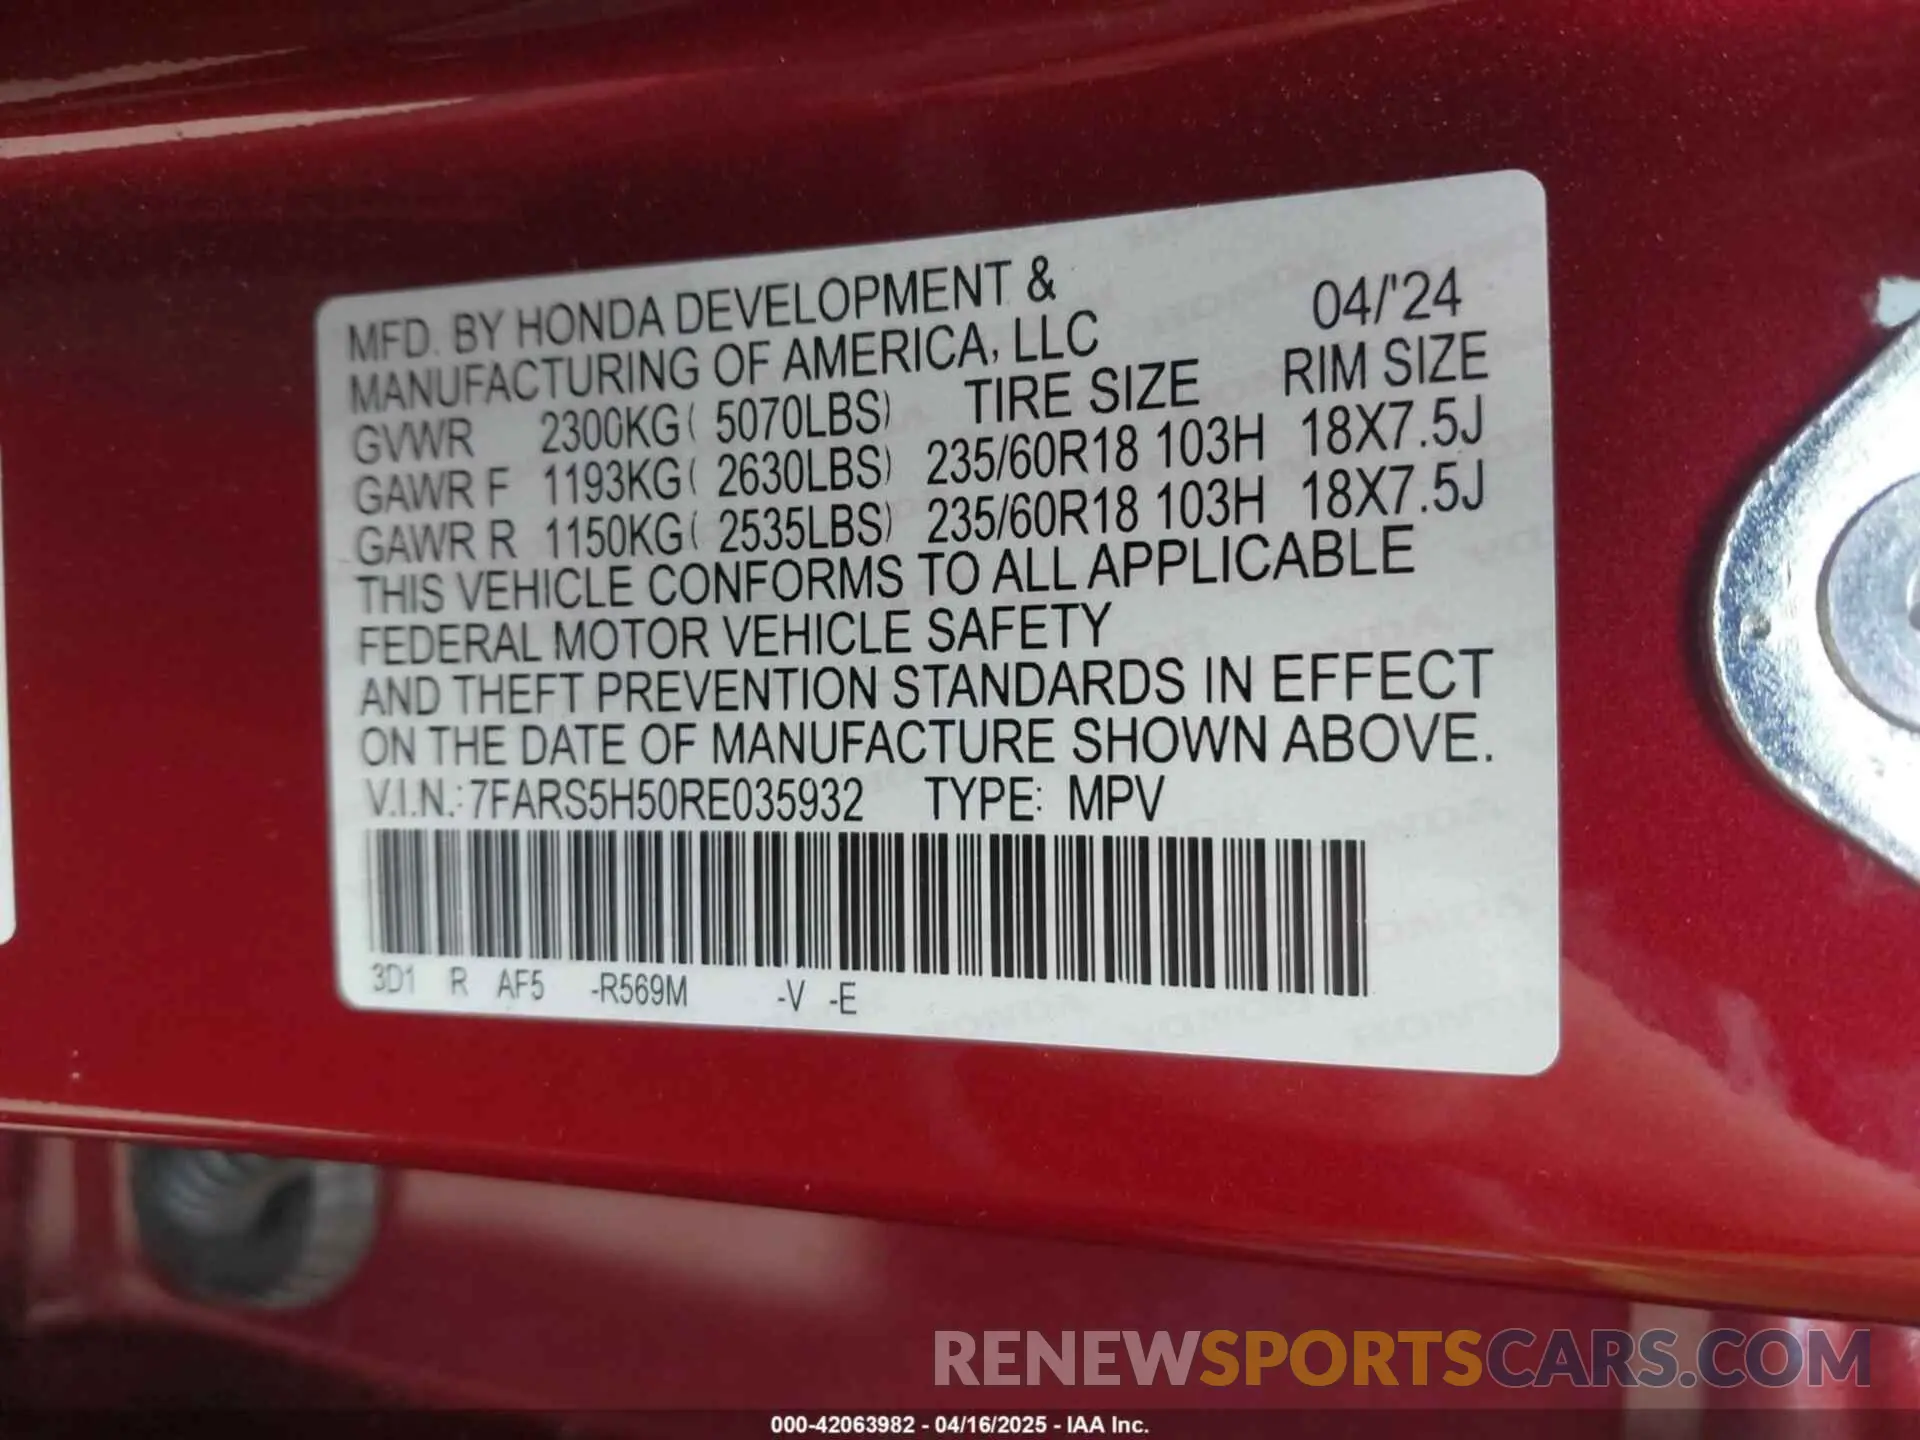 MFD. BY HONDA DEVELOPMENT &
MANUFACTURING OF AMERICA, LLC 04/'24
GVWR 2300KG( 5070LBS) TIRE SIZE RIM SIZE
GAWR F 1193KG( 2630LBS) 235/60R18 103H 18X7.5J
GAWR R 1150KG( 2535LBS) 235/60R18 103H 18X7.5J
THIS VEHICLE CONFORMS TO ALL APPLICABLE
FEDERAL MOTOR VEHICLE SAFETY
AND THEFT PREVENTION STANDARDS IN EFFECT
ON THE DATE OF MANUFACTURE SHOWN ABOVE.
V.I.N.: 7FARS5H50RE035932 TYPE: MPV
3D1 R AF5 -R569M -V -E
RENEWSPORTSCARS.COM
000-42063982 - 04/16/2025 - IAA Inc.